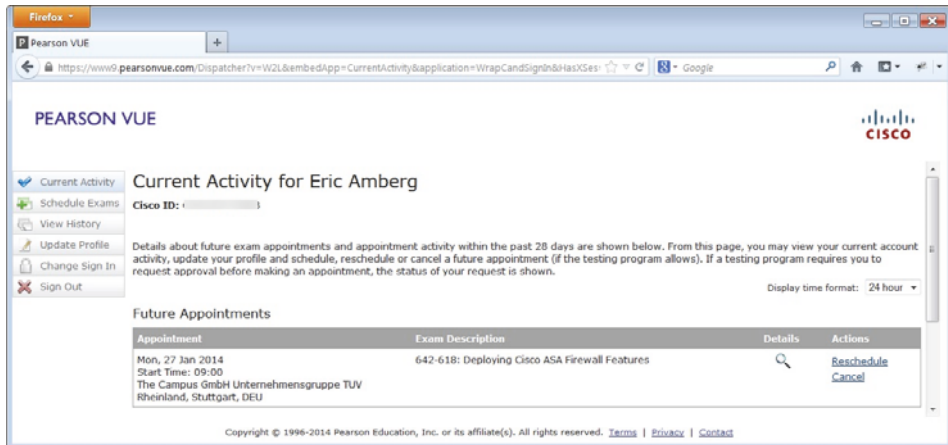 Firefox
Pearson VUE
https://www9.pearsonvue.com/Dispatcher?v=W2L&embedApp=CurrentActivity&application=WrapCandSignIn&HasXSes
Google
PEARSON VUE
CISCO
Current Activity
Schedule Exams
View History
Update Profile
Change Sign In
Sign Out
Current Activity for Eric Amberg
Cisco ID:
Details about future exam appointments and appointment activity within the past 28 days are shown below. From this page, you may view your current account
activity, update your profile and schedule, reschedule or cancel a future appointment (if the testing program allows). If a testing program requires you to
request approval before making an appointment, the status of your request is shown.
Display time format: 24 hour
Future Appointments
Appointment Exam Description Details Actions
Mon, 27 Jan 2014 642-618: Deploying Cisco ASA Firewall Features Reschedule
Start Time: 09:00 Cancel
The Campus GmbH Unternehmensgruppe TUV
Rheinland, Stuttgart, DEU
Copyright © 1996-2014 Pearson Education, Inc. or its affiliate(s). All rights reserved. Terms | Privacy | Contact